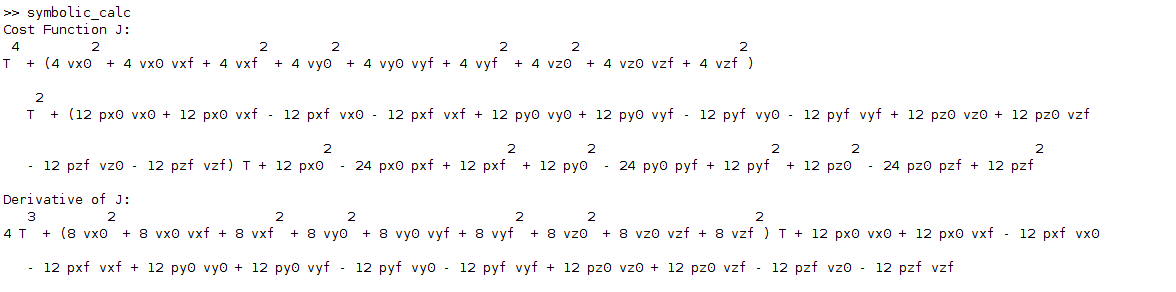 >> symbolic_calc
Cost Function J:
 4         2                    2        2                    2        2                    2
T  + (4 vx0  + 4 vx0 vxf + 4 vxf  + 4 vy0  + 4 vy0 vyf + 4 vyf  + 4 vz0  + 4 vz0 vzf + 4 vzf )
    2
   T  + (12 px0 vx0 + 12 px0 vxf - 12 pxf vx0 - 12 pxf vxf + 12 py0 vy0 + 12 py0 vyf - 12 pyf vy0 - 12 pyf vyf + 12 pz0 vz0 + 12 pz0 vzf
                                        2                      2         2                      2         2                      2
   - 12 pzf vz0 - 12 pzf vzf) T + 12 px0  - 24 px0 pxf + 12 pxf  + 12 py0  - 24 py0 pyf + 12 pyf  + 12 pz0  - 24 pz0 pzf + 12 pzf
Derivative of J:
   3         2                    2        2                    2        2                    2
4 T  + (8 vx0  + 8 vx0 vxf + 8 vxf  + 8 vy0  + 8 vy0 vyf + 8 vyf  + 8 vz0  + 8 vz0 vzf + 8 vzf ) T + 12 px0 vx0 + 12 px0 vxf - 12 pxf vx0
   - 12 pxf vxf + 12 py0 vy0 + 12 py0 vyf - 12 pyf vy0 - 12 pyf vyf + 12 pz0 vz0 + 12 pz0 vzf - 12 pzf vz0 - 12 pzf vzf